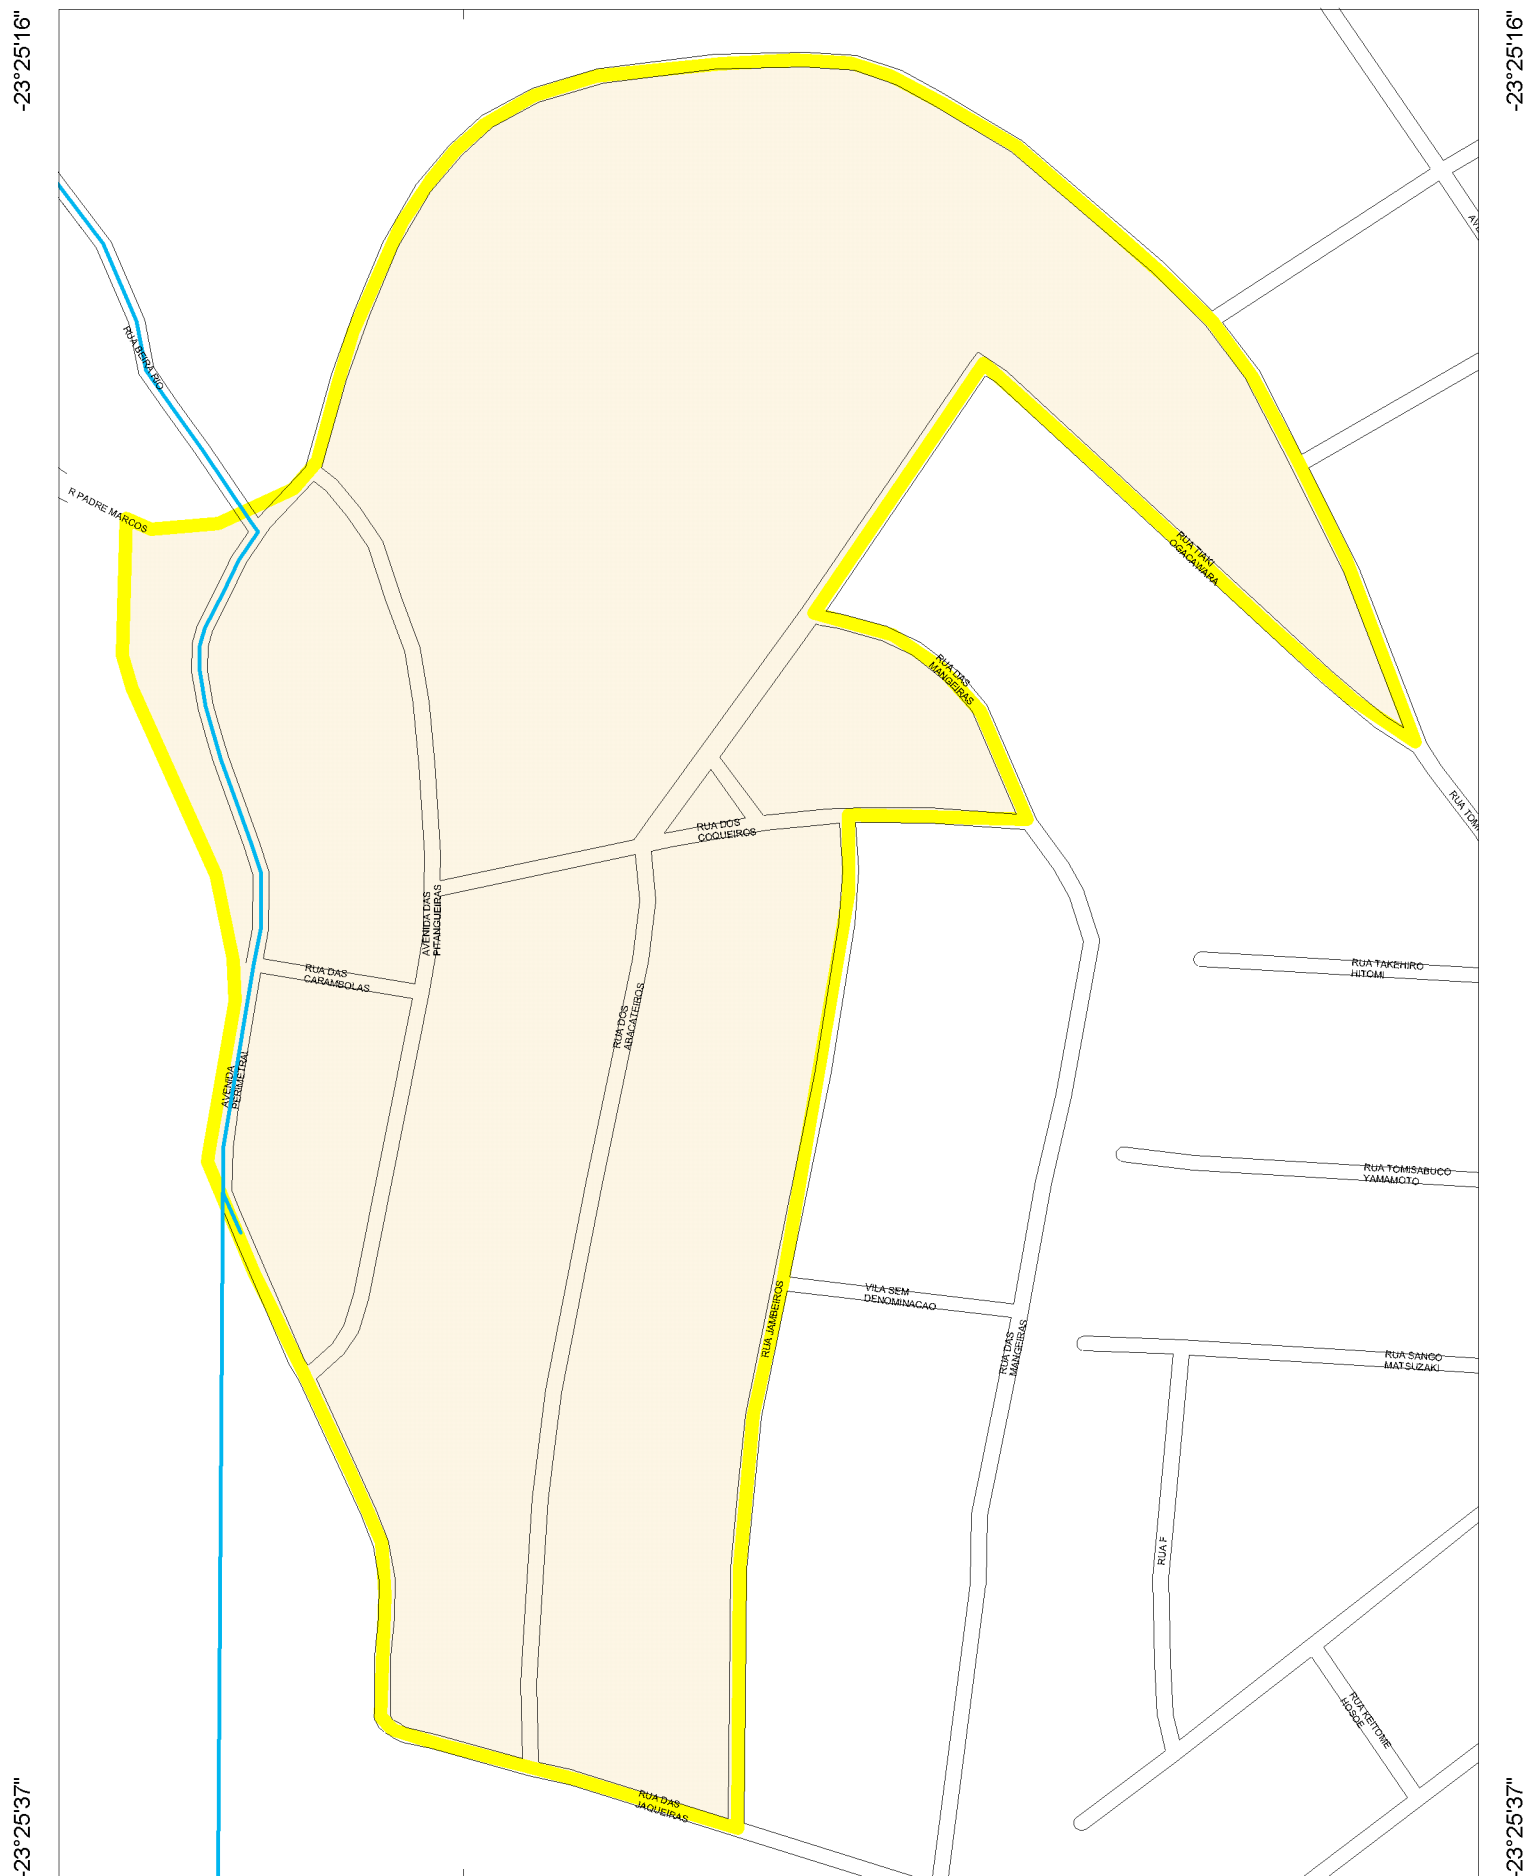 -23°25'16"
-23°25'16"
RUA BEIRA RIO
R PADRE MARCOS
RUA TIAKI
OGACAWARA
RUA DAS
MANGEIRAS
RUA DOS
COQUEIROS
AVENIDA DAS
PITANGUEIRAS
RUA DAS
CARAMBOLAS
RUA TAKEHIRO
HITOMI
RUA DOS
ABACATEIROS
AVENIDA
PERIMETRAL
RUA TOMISABUCO
YAMAMOTO
VILA SEM
DENOMINACAO
RUA JAMBEIROS
RUA DAS
MANGEIRAS
RUA SANGO
MATSUZAKI
RUA F
RUA KEITOME
HOSOE
RUA DAS
JAQUEIRAS
-23°25'37"
-23°25'37"